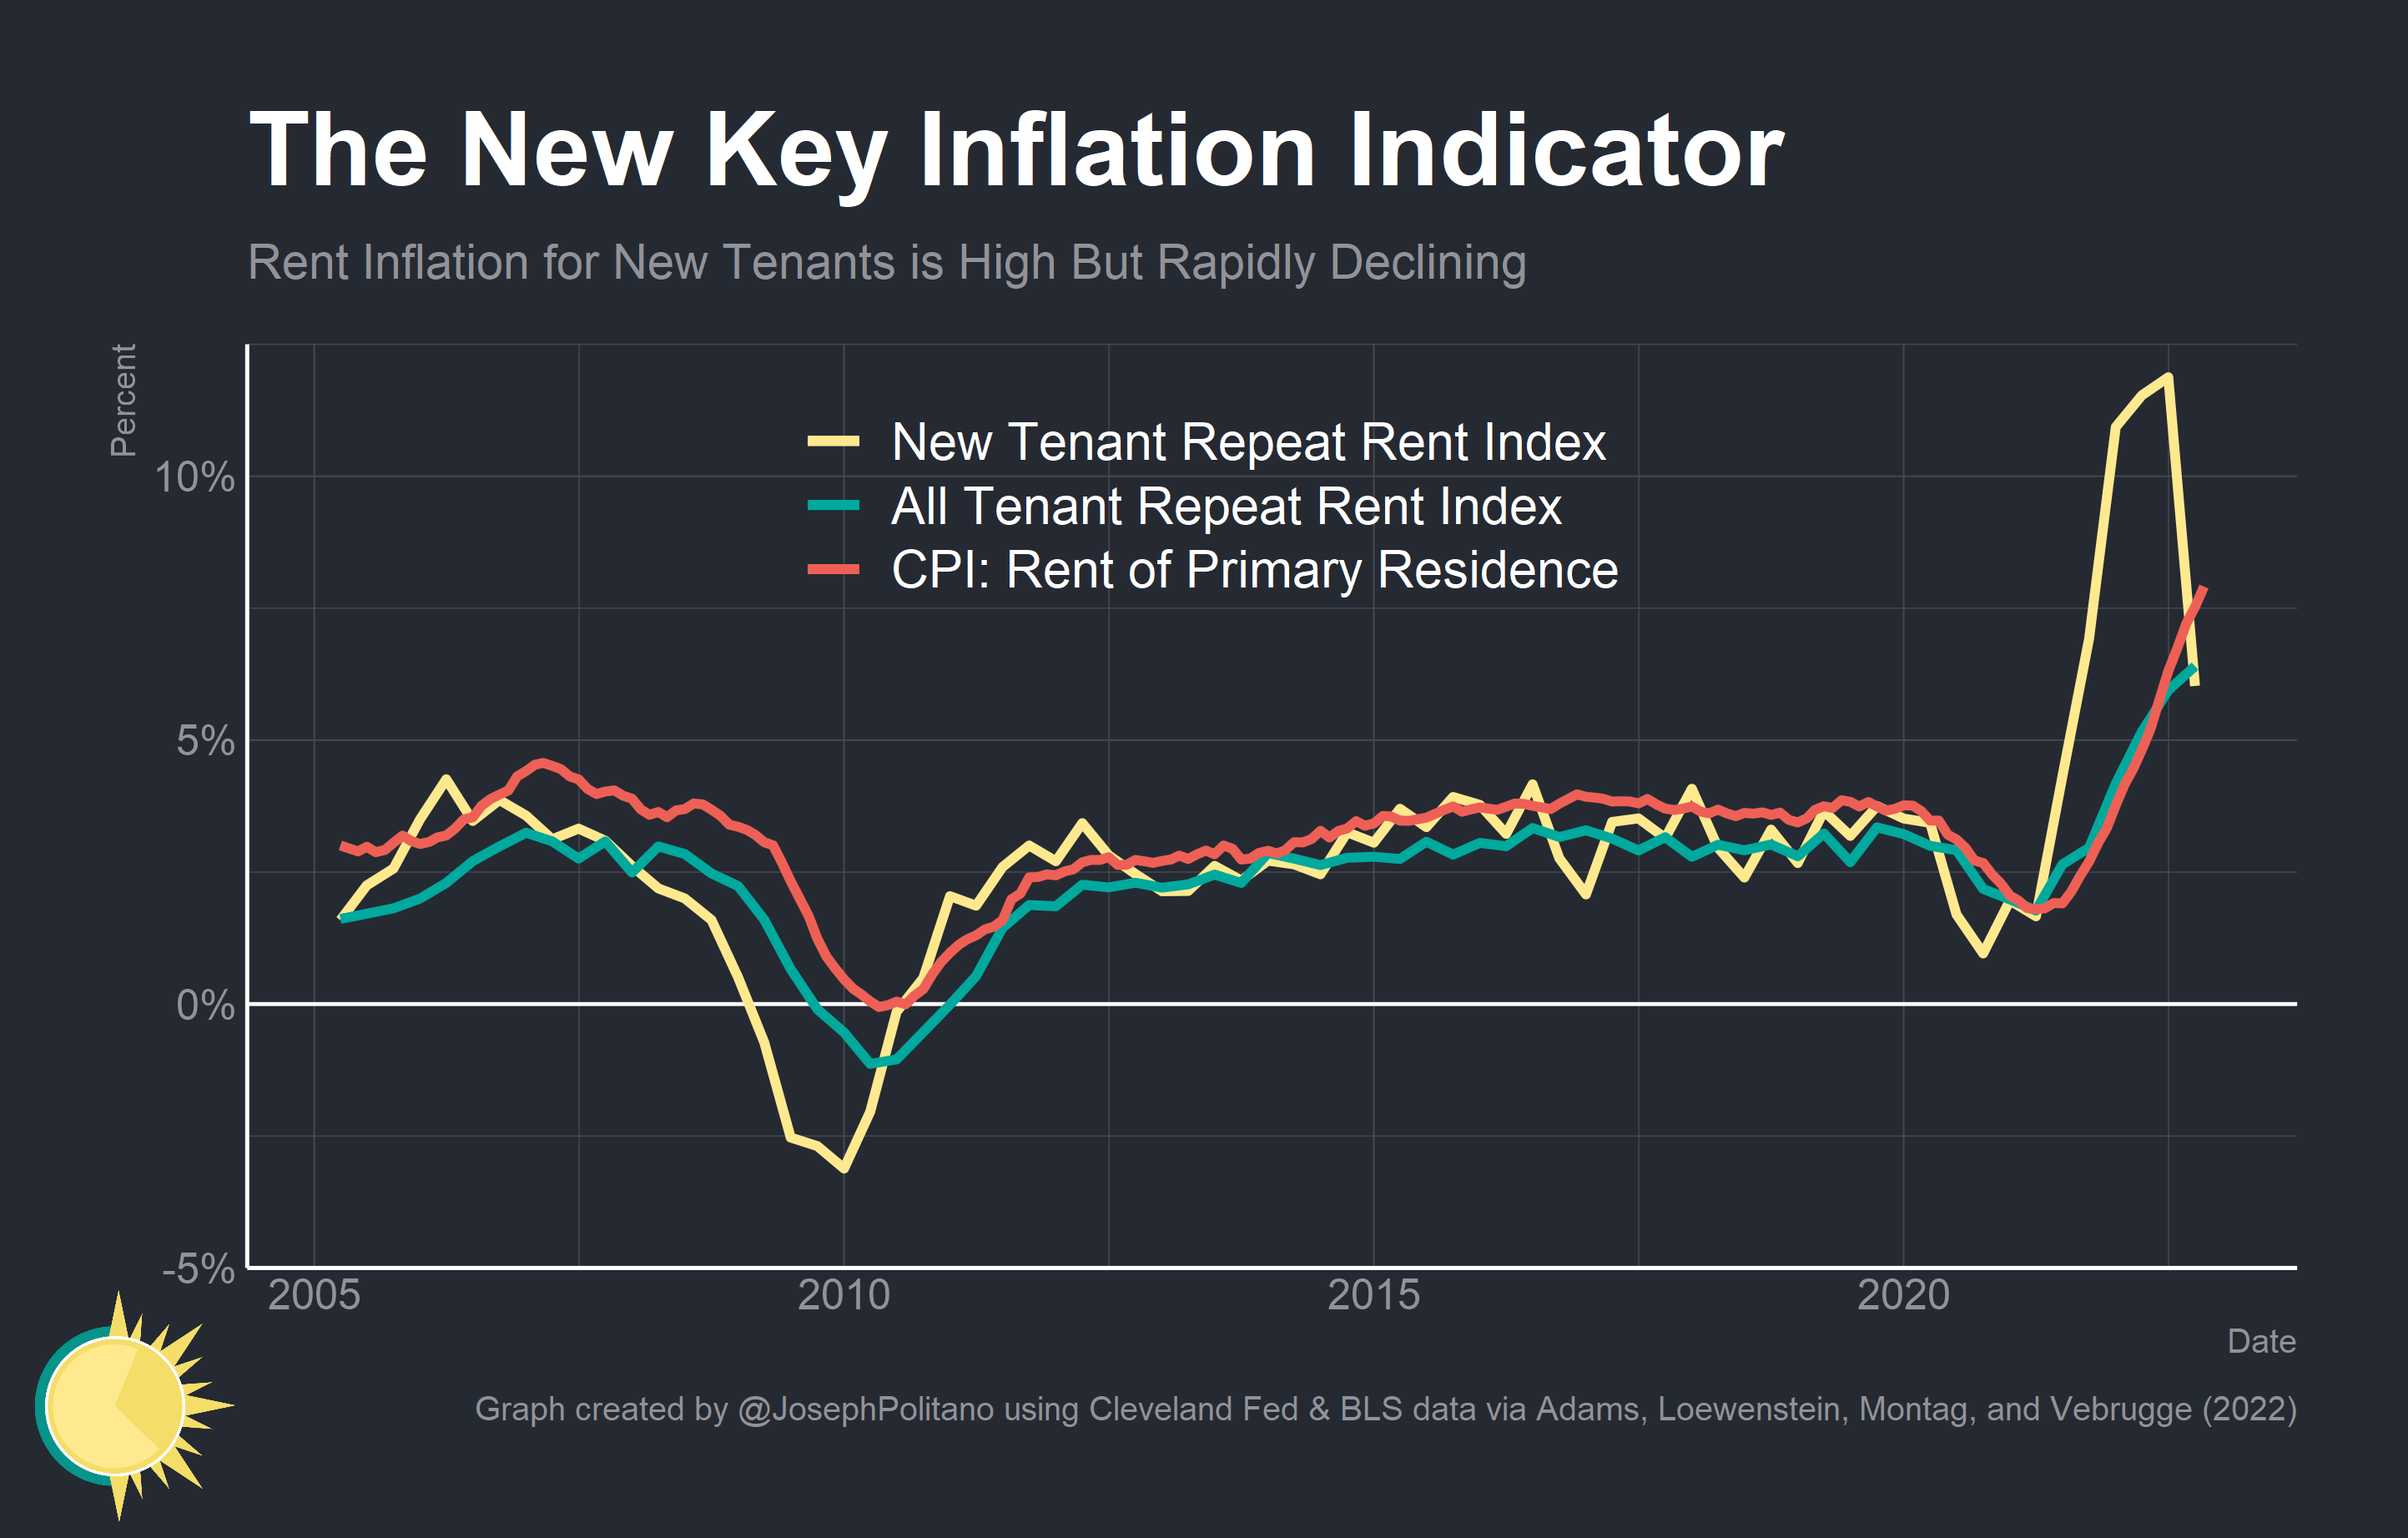 The New Key Inflation Indicator
Rent Inflation for New Tenants is High But Rapidly Declining
Percent
New Tenant Repeat Rent Index
All Tenant Repeat Rent Index
CPI: Rent of Primary Residence
10%
5%
0%
-5%
2005 2010 2015 2020
Date
Graph created by @JosephPolitano using Cleveland Fed & BLS data via Adams, Loewenstein, Montag, and Vebrugge (2022)